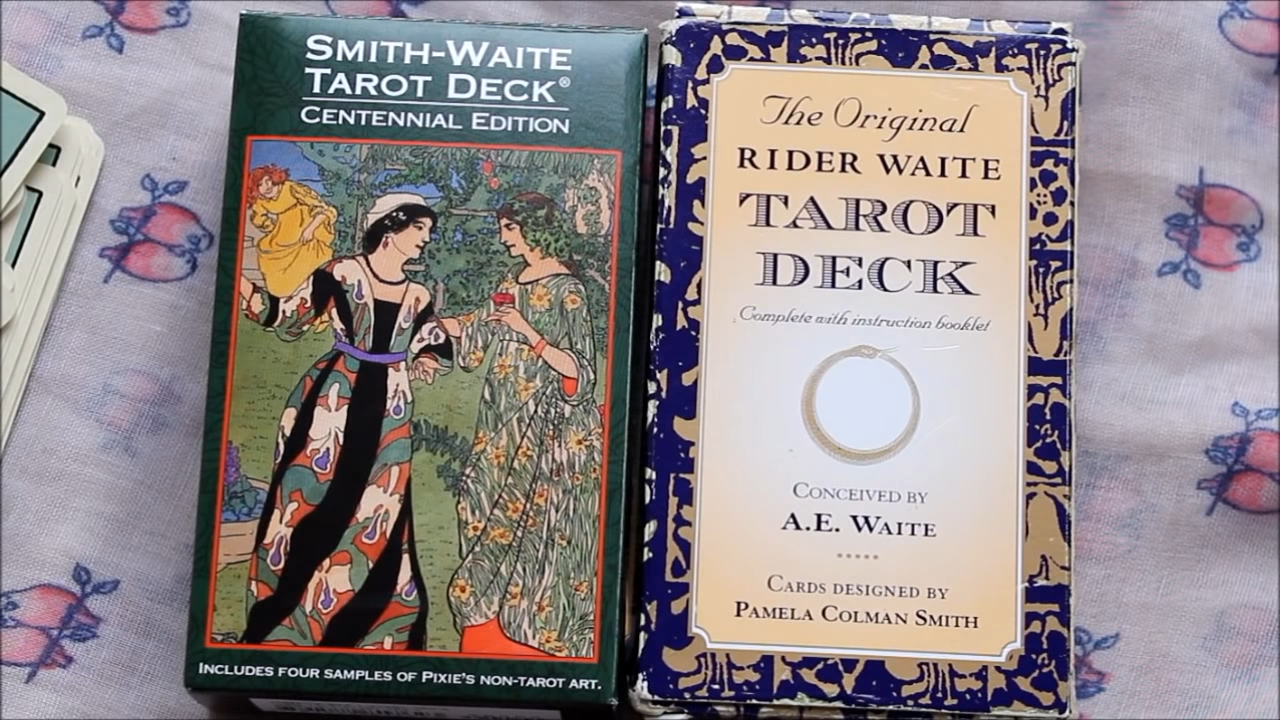 SMITH-WAITE
TAROT DECK®
CENTENNIAL EDITION
INCLUDES FOUR SAMPLES OF PIXIE'S NON-TAROT ART.
The Original
RIDER WAITE
TAROT
DECK
Complete with instruction booklet
CONCEIVED BY
A.E. WAITE
CARDS DESIGNED BY
PAMELA COLMAN SMITH